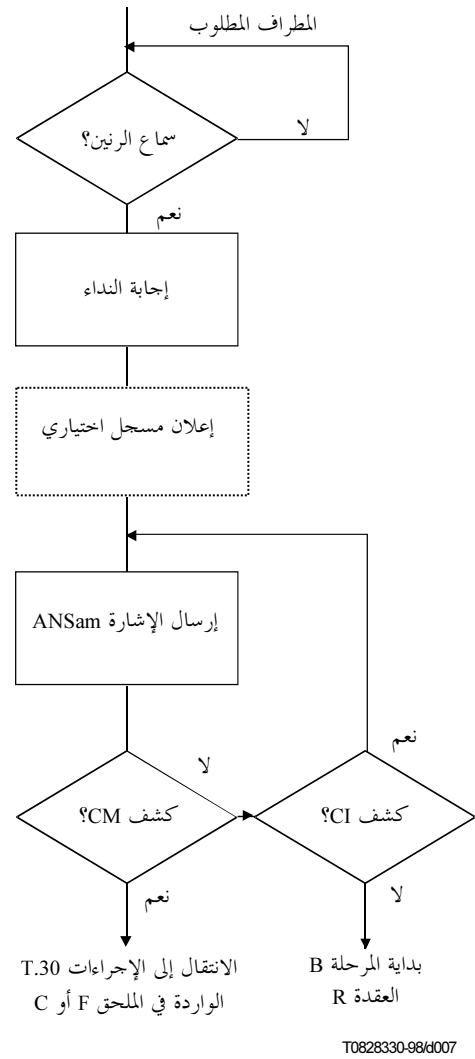 المطراف المطلوب
سماع الرنين؟
لا
نعم
إجابة النداء
إعلان مسجل اختياري
إرسال الإشارة ANSam
نعم
لا
كشف CM؟
كشف CI؟
نعم
لا
الانتقال إلى الإجراءات T.30
الواردة في الملحق F أو C
بداية المرحلة B
العقدة R
T0828330-98/d007